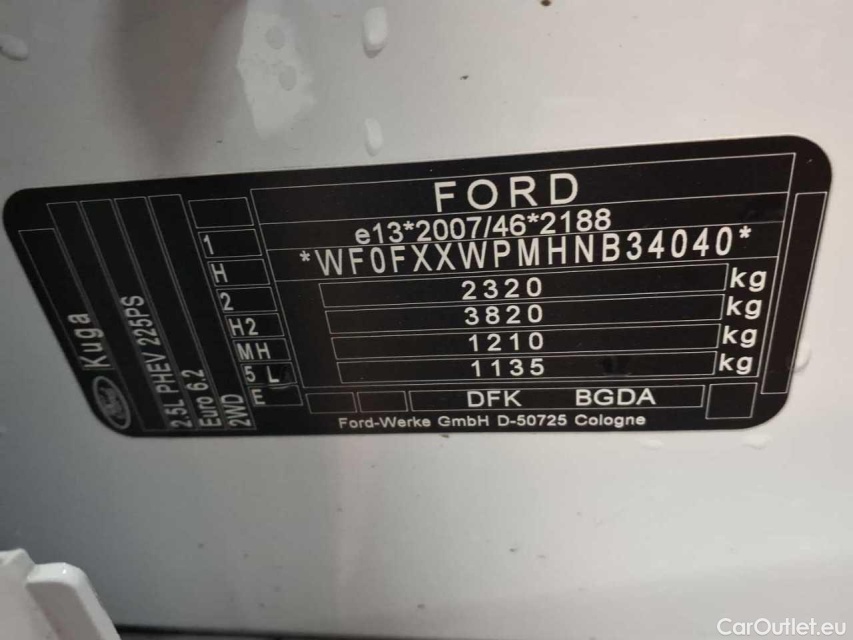 FORD
e13*2007/46*2188
*WF0FXXWPMHNB34040*
2320 kg
3820 kg
1210 kg
1135 kg
DFK BGDA
Ford-Werke GmbH D-50725 Cologne
1
H
2
H2
MH
5 L
E
Ford Kuga
2.5L PHEV 225PS
Euro 6.2
2WD
CarOutlet.eu